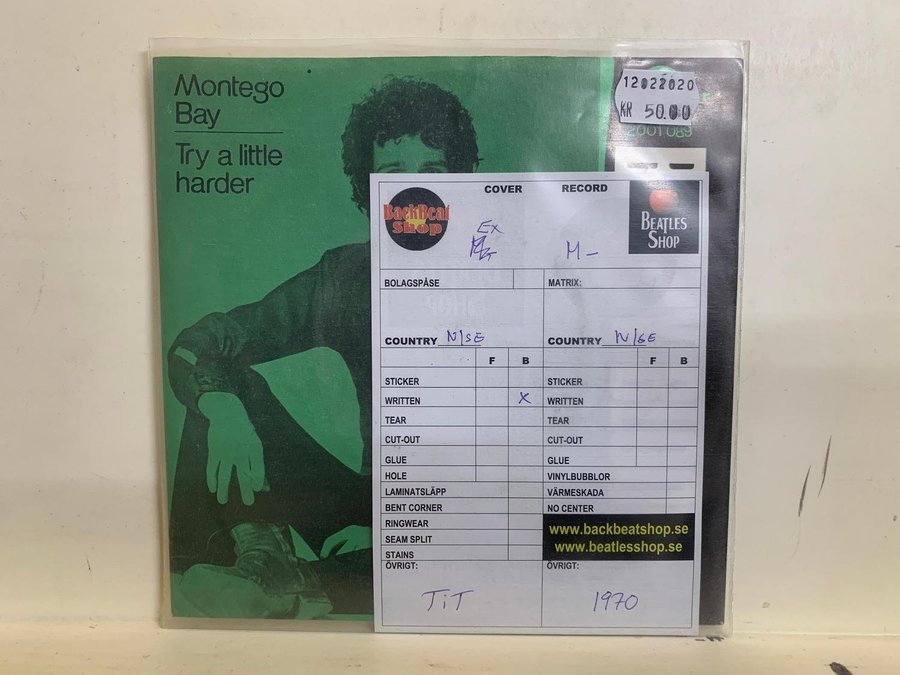 Montego
Bay
Try a little
harder
12022020
KR 50.00
2001 089
COVER RECORD
BackBeat
Shop
BEATLES
SHOP
EX
M-
BOLAGSPÅSE
MATRIX:
COUNTRY N/SE
COUNTRY N/SE
F B
F B
STICKER
STICKER
WRITTEN X
WRITTEN
TEAR
TEAR
CUT-OUT
CUT-OUT
GLUE
GLUE
HOLE
VINYLBUBBLOR
LAMINATSLÄPP
VÄRMESKADA
BENT CORNER
NO CENTER
RINGWEAR
SEAM SPLIT
STAINS
www.backbeatshop.se
www.beatlesshop.se
ÖVRIGT:
ÖVRIGT:
TiT
1970